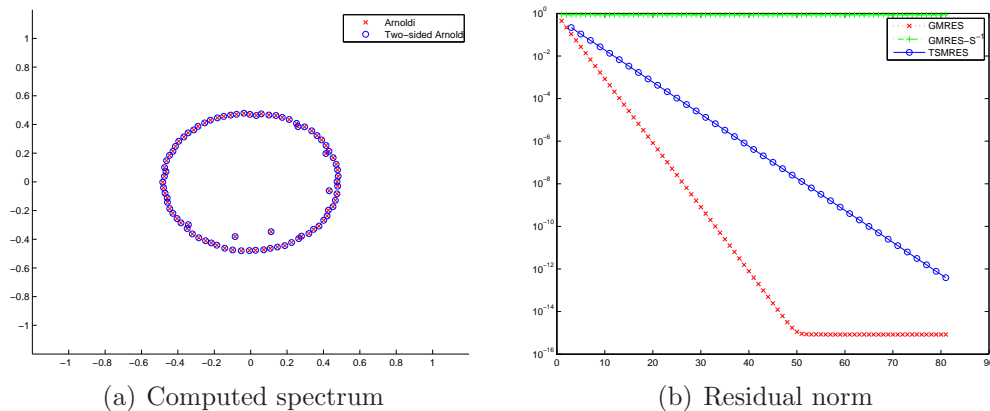 1
0.8
0.6
0.4
0.2
0
−0.2
−0.4
−0.6
−0.8
−1
−1 −0.8 −0.6 −0.4 −0.2 0 0.2 0.4 0.6 0.8 1
Arnoldi
Two−sided Arnold
(a) Computed spectrum
10^0
10^−2
10^−4
10^−6
10^−8
10^−10
10^−12
10^−14
10^−16
0 10 20 30 40 50 60 70 80 90
GMRES
GMRES−S^−1
TSMRES
(b) Residual norm